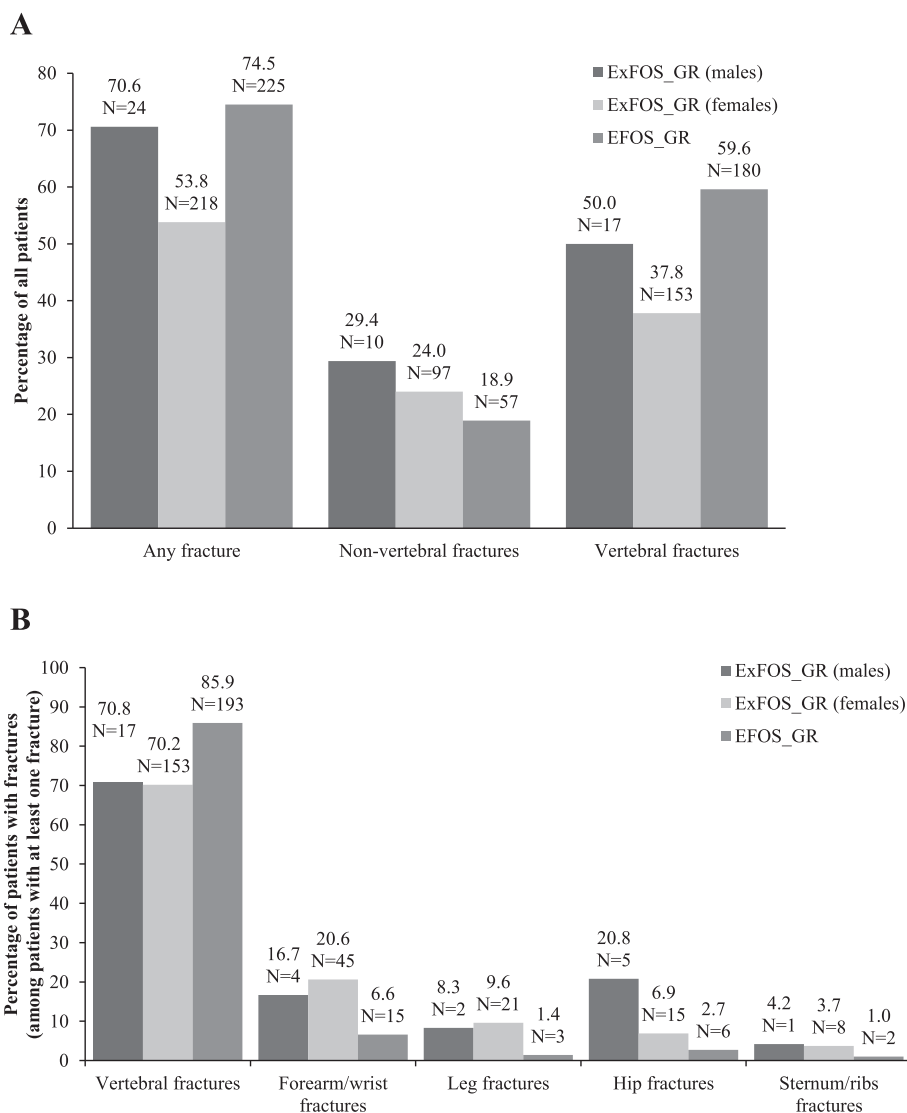 A
80
70
60
50
40
30
20
10
0
Percentage of all patients
70.6
N=24
53.8
N=218
74.5
N=225
29.4
N=10
24.0
N=97
18.9
N=57
50.0
N=17
37.8
N=153
59.6
N=180
ExFOS_GR (males)
ExFOS_GR (females)
EFOS_GR
Any fracture
Non-vertebral fractures
Vertebral fractures
B
100
90
80
70
60
50
40
30
20
10
0
Percentage of patients with fractures
(among patients with at least one fracture)
70.8
N=17
70.2
N=153
85.9
N=193
16.7
N=4
20.6
N=45
6.6
N=15
8.3
N=2
9.6
N=21
1.4
N=3
20.8
N=5
6.9
N=15
2.7
N=6
4.2
N=1
3.7
N=8
1.0
N=2
ExFOS_GR (males)
ExFOS_GR (females)
EFOS_GR
Vertebral fractures
Forearm/wrist
fractures
Leg fractures
Hip fractures
Sternum/ribs
fractures